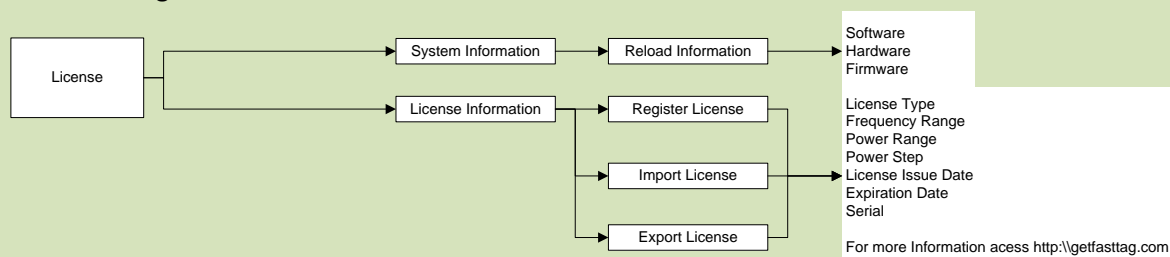 License
System Information
Reload Information
Software
Hardware
Firmware
License Information
Register License
Import License
Export License
License Type
Frequency Range
Power Range
Power Step
License Issue Date
Expiration Date
Serial
For more Information acess http:\\getfasttag.com